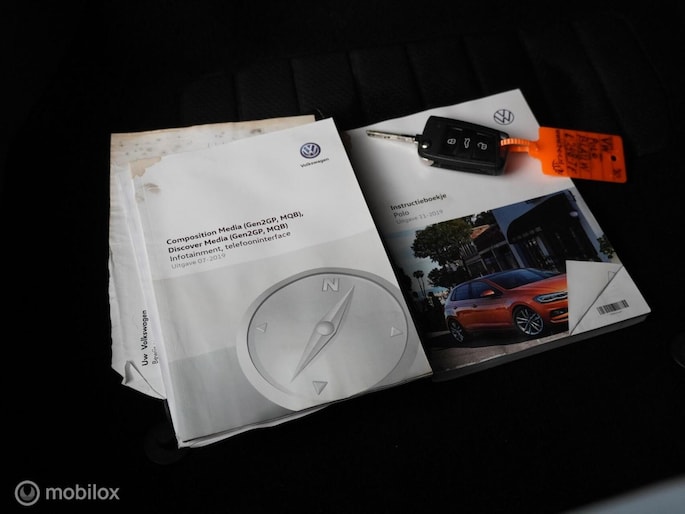 Volkswagen
Composition Media (Gen2GP, MQB),
Discover Media (Gen2GP, MQB)
Infotainment, telefooninterface
Uitgave 07-2019
N
Uw Volkswagen
Instructieboekje
Polo
Uitgave 11-2019
mobilox